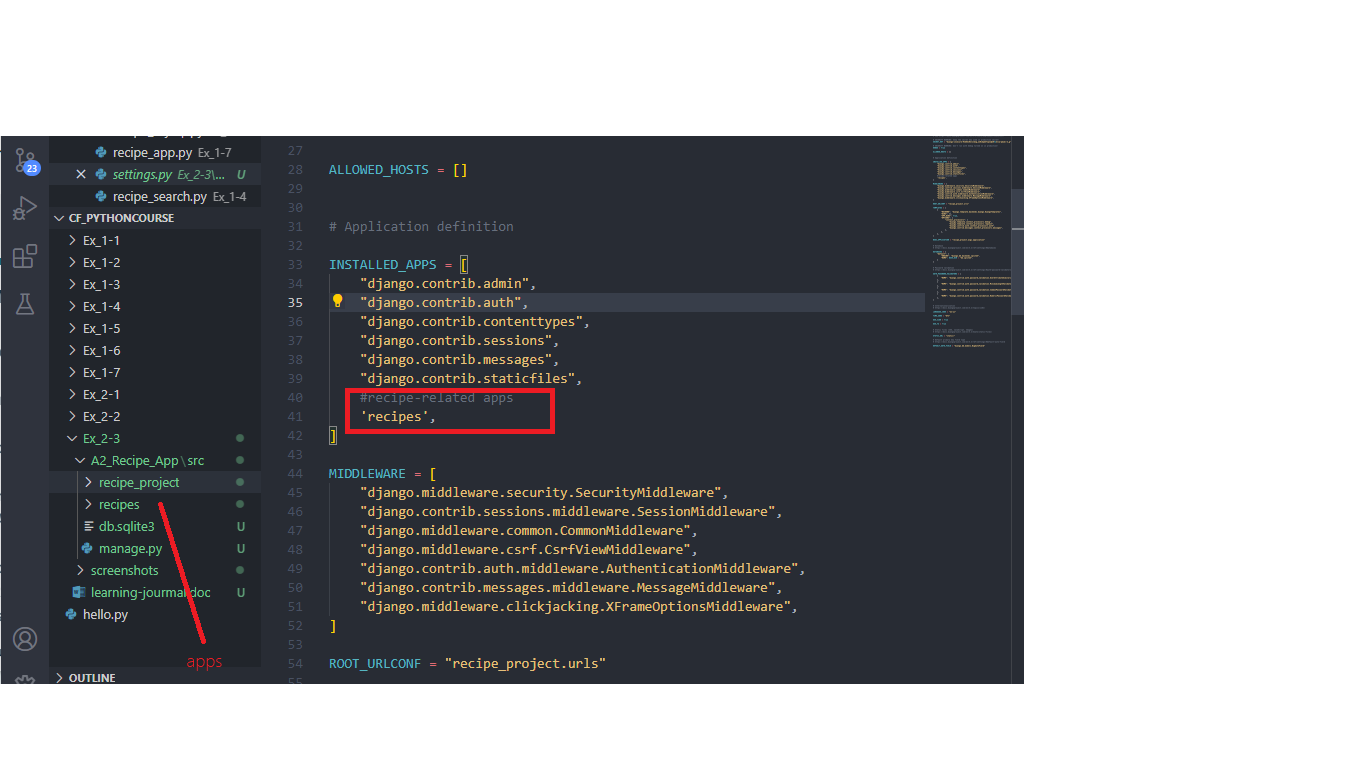 recipe_app.py Ex_1-7
settings.py Ex_2-3\... U
recipe_search.py Ex_1-4
23
CF_PYTHONCOURSE
Ex_1-1
Ex_1-2
Ex_1-3
Ex_1-4
Ex_1-5
Ex_1-6
Ex_1-7
Ex_2-1
Ex_2-2
Ex_2-3
A2_Recipe_App\src
recipe_project
recipes
db.sqlite3 U
manage.py U
screenshots
learning-journal.doc U
hello.py
apps
OUTLINE
27
28 ALLOWED_HOSTS = []
29
30
31 # Application definition
32
33 INSTALLED_APPS = [
34 "django.contrib.admin",
35 "django.contrib.auth",
36 "django.contrib.contenttypes",
37 "django.contrib.sessions",
38 "django.contrib.messages",
39 "django.contrib.staticfiles",
40 #recipe-related apps
41 'recipes',
42 ]
43
44 MIDDLEWARE = [
45 "django.middleware.security.SecurityMiddleware",
46 "django.contrib.sessions.middleware.SessionMiddleware",
47 "django.middleware.common.CommonMiddleware",
48 "django.middleware.csrf.CsrfViewMiddleware",
49 "django.contrib.auth.middleware.AuthenticationMiddleware",
50 "django.contrib.messages.middleware.MessageMiddleware",
51 "django.middleware.clickjacking.XFrameOptionsMiddleware",
52 ]
53
54 ROOT_URLCONF = "recipe_project.urls"
55